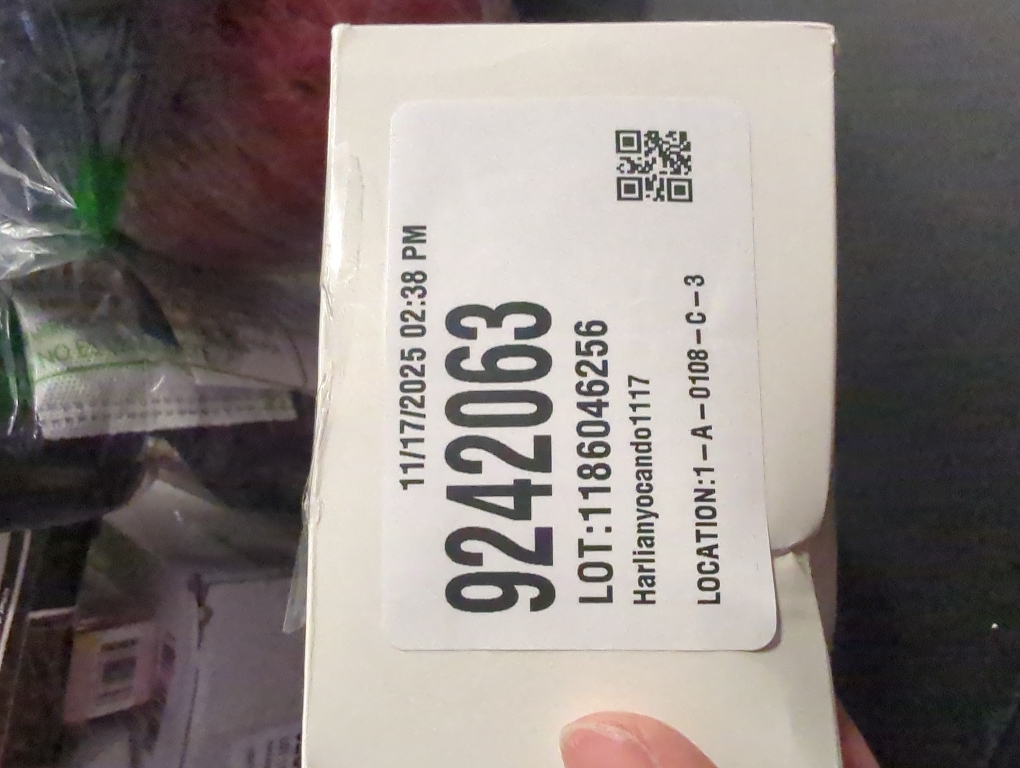 11/17/2025 02:38 PM
9242063
LOT:1186046256
Harlianyocando1117
LOCATION:1-A-0108-C-3